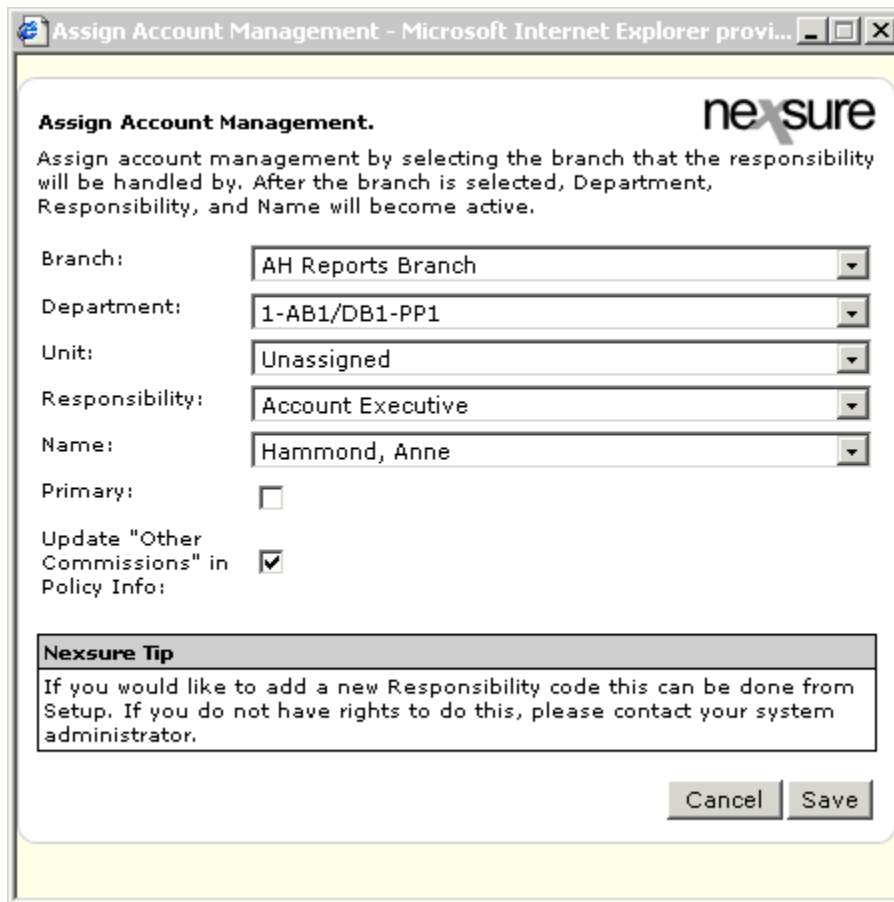 Assign Account Management - Microsoft Internet Explorer provi...
nexsure
Assign Account Management.
Assign account management by selecting the branch that the responsibility
will be handled by. After the branch is selected, Department,
Responsibility, and Name will become active.
Branch: AH Reports Branch
Department: 1-AB1/DB1-PP1
Unit: Unassigned
Responsibility: Account Executive
Name: Hammond, Anne
Primary:
Update "Other
Commissions" in
Policy Info:
Nexsure Tip
If you would like to add a new Responsibility code this can be done from
Setup. If you do not have rights to do this, please contact your system
administrator.
Cancel Save